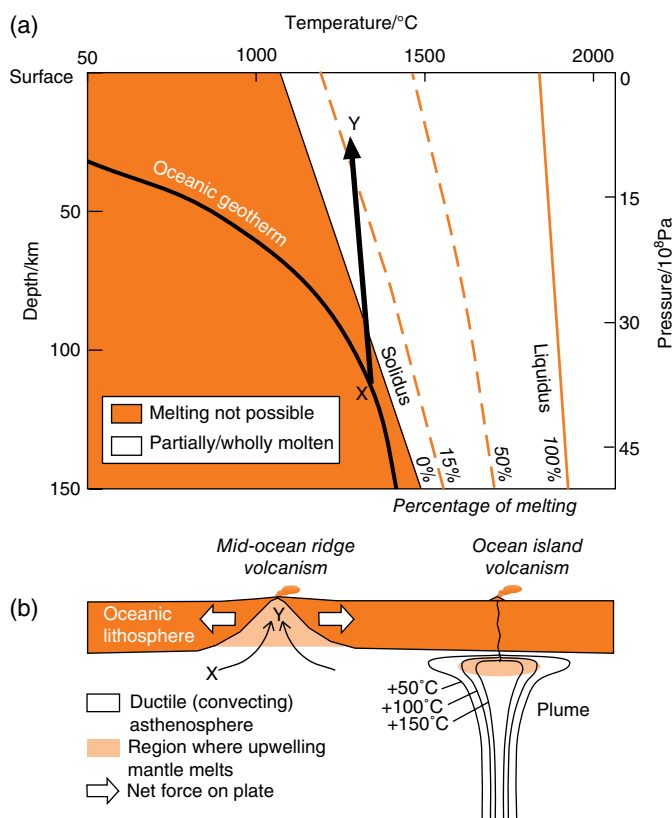 (a)
Temperature/°C
50 1000 1500 2000
Surface
0
Y
Oceanic geotherm
50
15
Depth/km
Pressure/10⁸Pa
30
100
X
Solidus
Liquidus
Melting not possible
Partially/wholly molten
45
0% 15% 50% 100%
150
Percentage of melting
Mid-ocean ridge
volcanism
Ocean island
volcanism
(b)
Oceanic
lithosphere
Y
X
+50°C
+100°C
+150°C
Plume
Ductile (convecting)
asthenosphere
Region where upwelling
mantle melts
Net force on plate